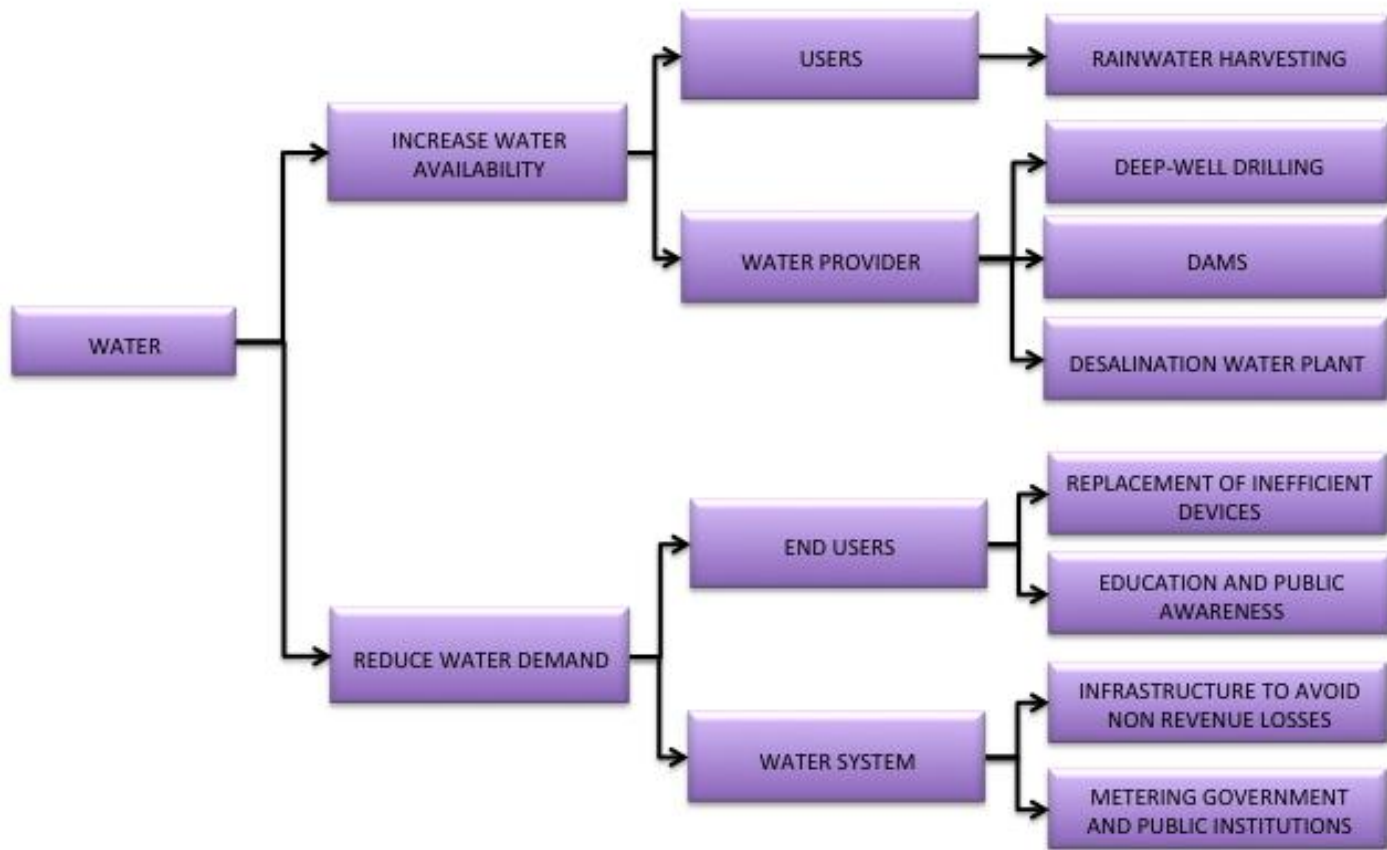 USERS
RAINWATER HARVESTING
INCREASE WATER
AVAILABILITY
DEEP-WELL DRILLING
WATER PROVIDER
DAMS
WATER
DESALINATION WATER PLANT
REPLACEMENT OF INEFFICIENT
DEVICES
END USERS
EDUCATION AND PUBLIC
AWARENESS
REDUCE WATER DEMAND
INFRASTRUCTURE TO AVOID
NON REVENUE LOSSES
WATER SYSTEM
METERING GOVERNMENT
AND PUBLIC INSTITUTIONS